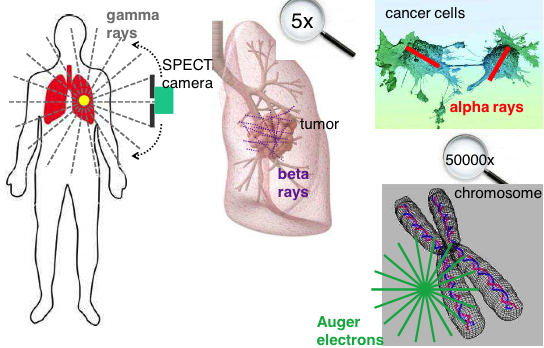 gamma
rays
SPECT
camera
5x
tumor
beta
rays
cancer cells
alpha rays
50000x
chromosome
Auger
electrons